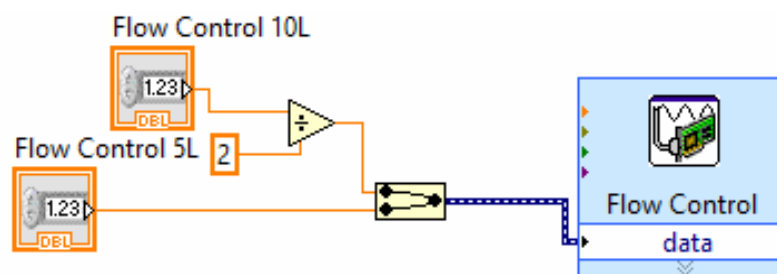 Flow Control 10L
1.23
DBL
÷
Flow Control 5L
2
1.23
DBL
Flow Control
data